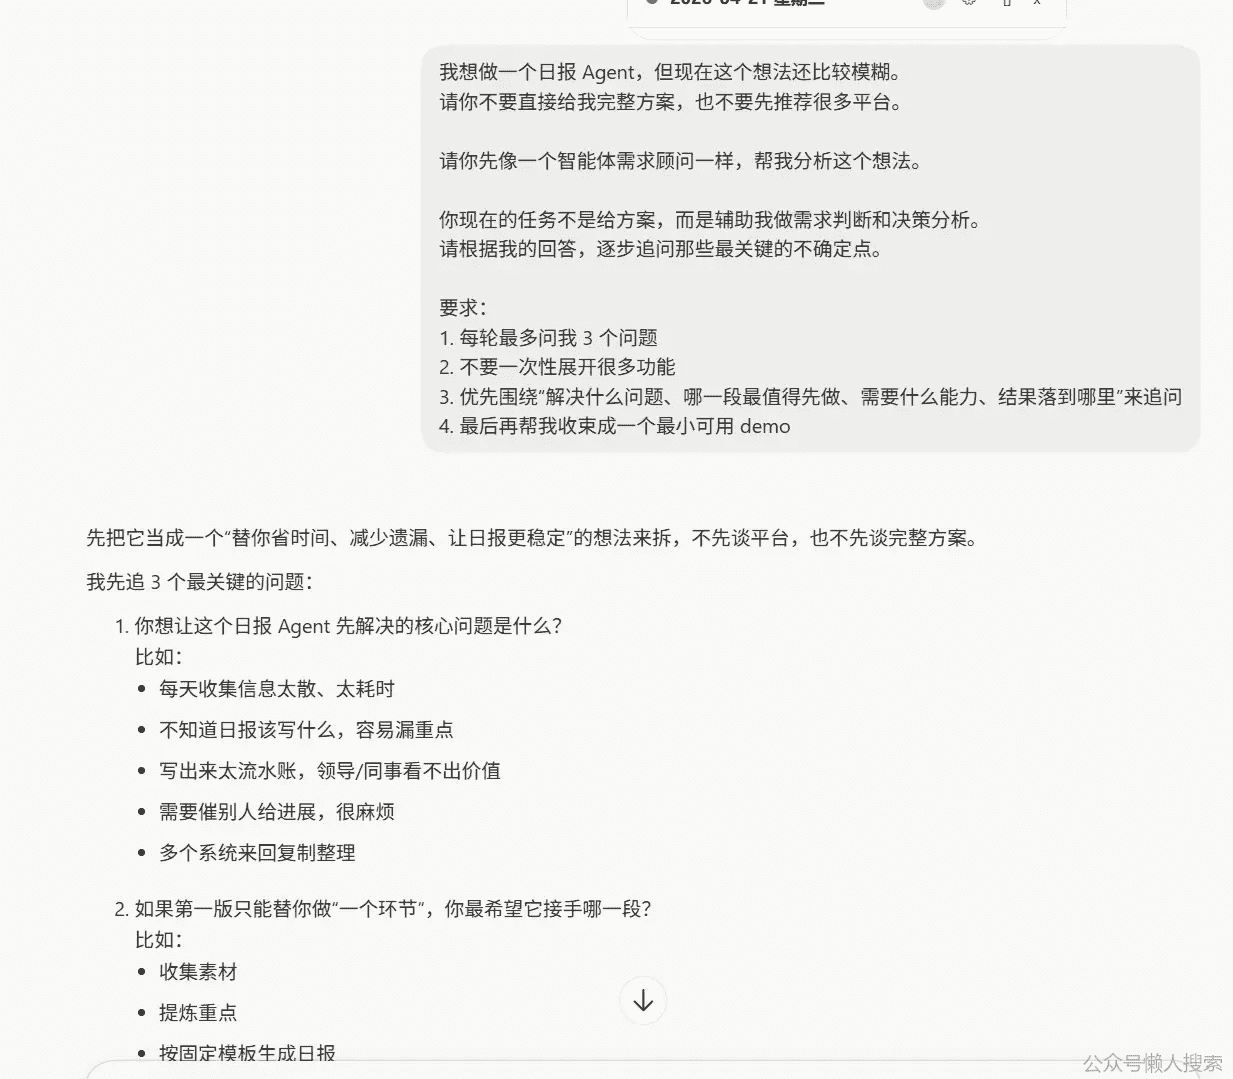 我想做一个日报 Agent，但现在这个想法还比较模糊。
请你不要直接给我完整方案，也不要先推荐很多平台。
请你先像一个智能体需求顾问一样，帮我分析这个想法。
你现在的任务不是给方案，而是辅助我做需求判断和决策分析。
请根据我的回答，逐步追问那些最关键的不确定点。
要求：
1. 每轮最多问我 3 个问题
2. 不要一次性展开很多功能
3. 优先围绕“解决什么问题、哪一段最值得先做、需要什么能力、结果落到哪里”来追问
4. 最后再帮我收束成一个最小可用 demo
先把它当成一个“替你省时间、减少遗漏、让日报更稳定”的想法来拆，不先谈平台，也不先谈完整方案。
我先追 3 个最关键的问题：
1. 你想让这个日报 Agent 先解决的核心问题是什么？
比如：
• 每天收集信息太散、太耗时
• 不知道日报该写什么，容易漏重点
• 写出来太流水账，领导/同事看不出价值
• 需要催别人给进展，很麻烦
• 多个系统来回复制整理
2. 如果第一版只能替你做“一个环节”，你最希望它接手哪一段？
比如：
• 收集素材
• 提炼重点
• 按固定模板生成日报
公众号懒人搜索